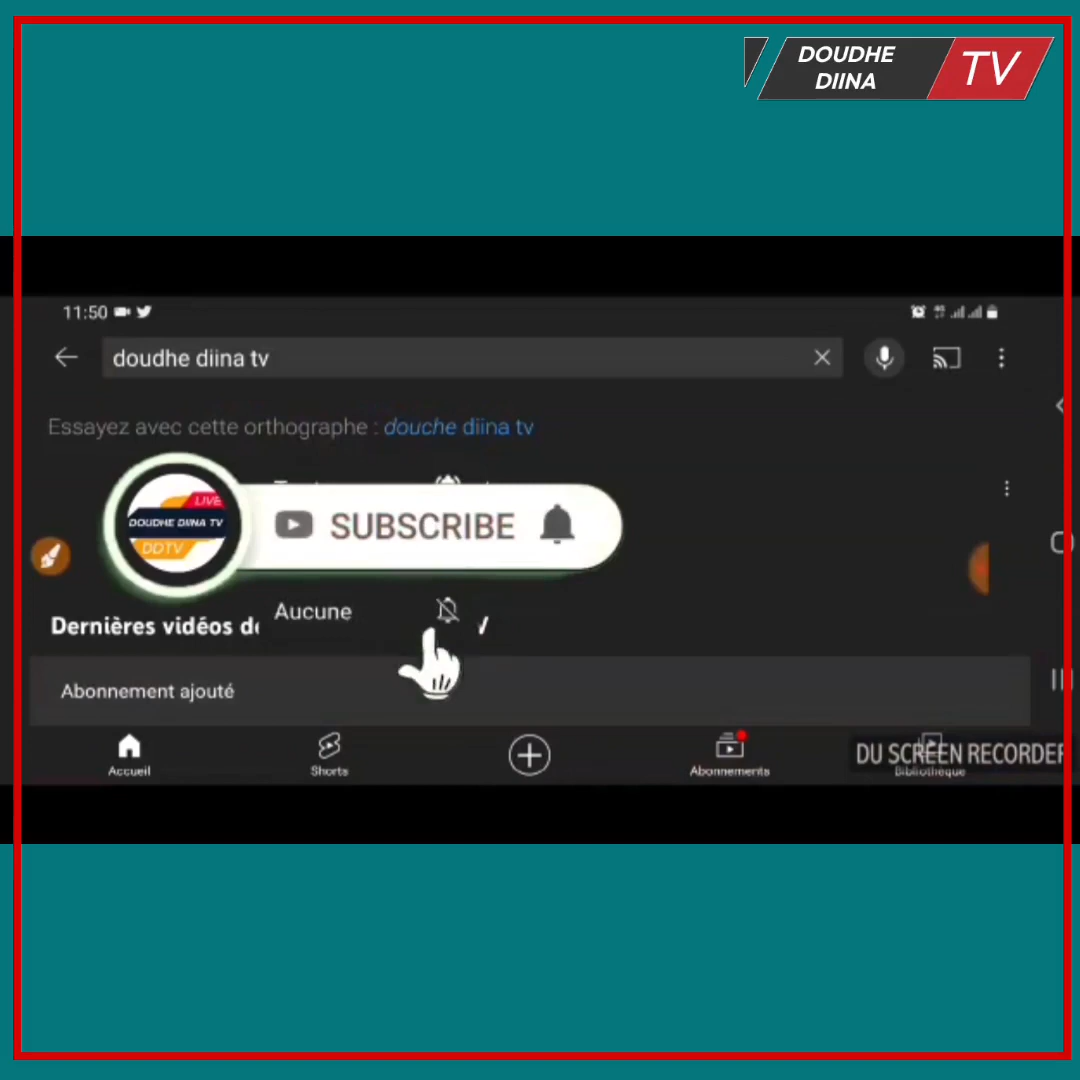 DOUDHE
DIINA
TV
11:50
doudhe diina tv
Essayez avec cette orthographe : douche diina tv
LIVE
DOUDHE DIINA TV
DDTV
SUBSCRIBE
Aucune
Dernières vidéos
Abonnement ajouté
Accueil
Shorts
Abonnements
Bibliothèque
DU SCREEN RECORDER